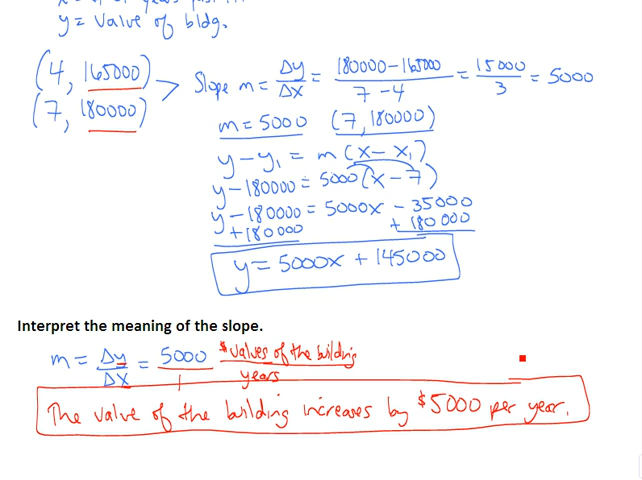 y = Value of bldg.
(4, 165000)
(7, 180000) > Slope m = Δy/Δx = 180000-165000/7-4 = 15000/3 = 5000
m = 5000 (7, 180000)
y - y₁ = m(x - x₁)
y - 180000 = 5000(x - 7)
y - 180000 = 5000x - 35000
+180000 + 180000
y = 5000x + 145000
Interpret the meaning of the slope.
m = Δy/Δx = 5000/1 $ values of the building/years
The value of the building increases by $5000 per year.